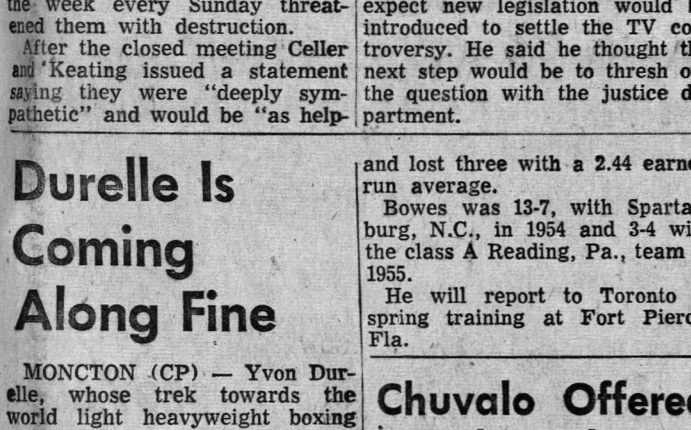 the week every Sunday threat-
ened them with destruction.
After the closed meeting Celler
and Keating issued a statement
saying they were "deeply sym-
pathetic" and would be "as help-
Durelle Is
Coming
Along Fine
MONCTON (CP) — Yvon Dur-
elle, whose trek towards the
world light heavyweight boxing
expect new legislation would
introduced to settle the TV co
troversy. He said he thought th
next step would be to thresh o
the question with the justice d
partment.
and lost three with a 2.44 earne
run average.
Bowes was 13-7, with Sparta
burg, N.C., in 1954 and 3-4 wi
the class A Reading, Pa., team
1955.
He will report to Toronto
spring training at Fort Pierc
Fla.
Chuvalo Offere